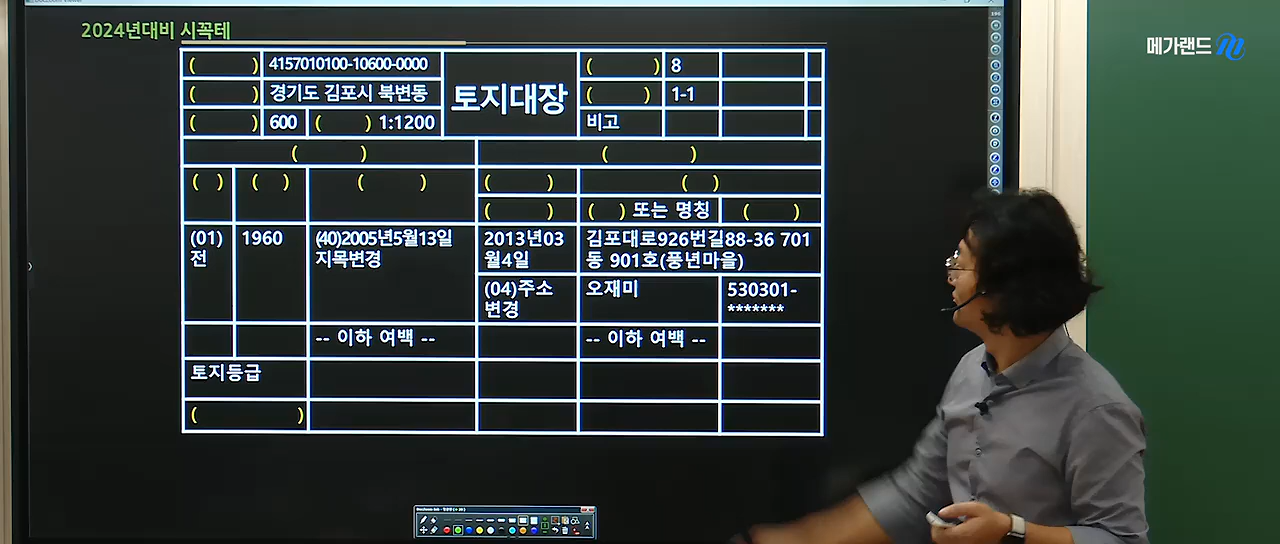 2024년대비 시꼭테
메가랜드
( ) 4157010100-10600-0000
토지대장
( ) 8
( ) 경기도 김포시 북변동
( ) 1-1
( ) 600 ( ) 1:1200
비고
( ) ( )
( ) ( ) ( ) ( ) ( )
( ) ( ) 또는 명칭 ( )
(01)
전
1960
(40)2005년5월13일
지목변경
2013년03
월4일
김포대로926번길88-36 701
동 901호(풍년마을)
(04)주소
변경
오재미
530301-
*******
-- 이하 여백 --
-- 이하 여백 --
토지등급
( )